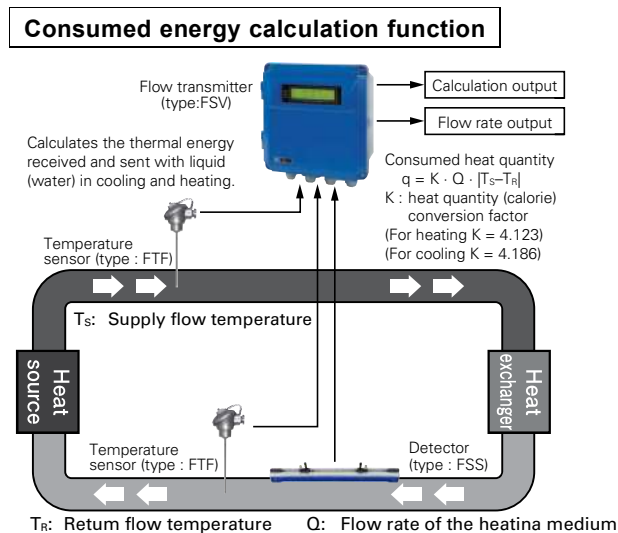 Consumed energy calculation function
Flow transmitter
(type:FSV)
Calculation output
Flow rate output
Calculates the thermal energy
received and sent with liquid
(water) in cooling and heating.
Consumed heat quantity
q = K · Q · |Ts–TR|
K : heat quantity (calorie)
conversion factor
(For heating K = 4.123)
(For cooling K = 4.186)
Temperature
sensor (type : FTF)
Ts: Supply flow temperature
Heat
source
Heat
exchanger
Temperature
sensor (type : FTF)
Detector
(type : FSS)
TR: Retum flow temperature
Q: Flow rate of the heatina medium